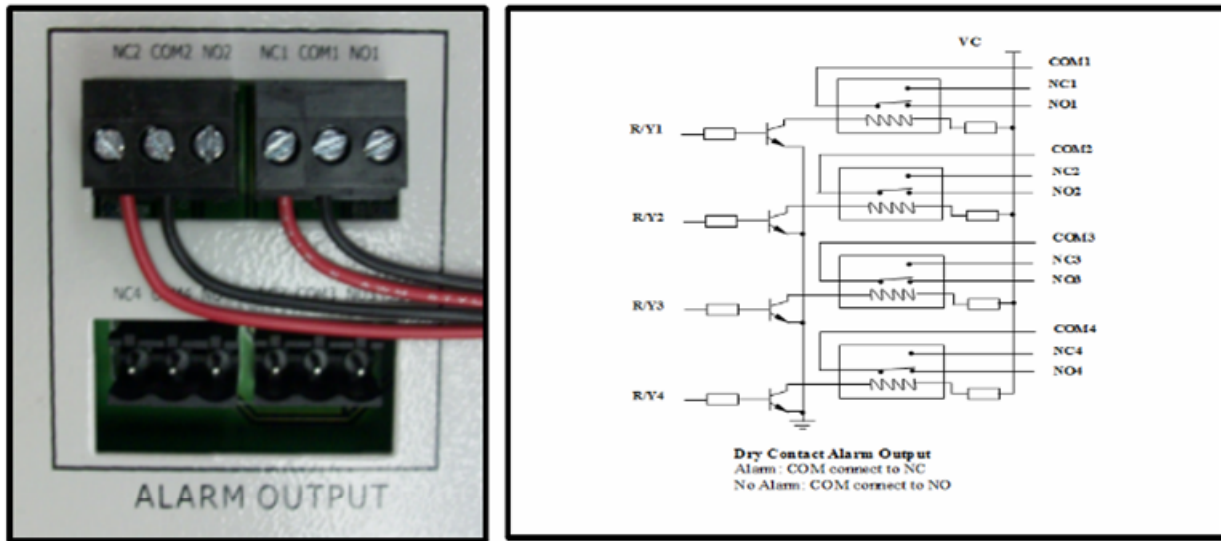 NC2 COM2 NO2 NC1 COM1 NO1
NC4 COM3
ALARM OUTPUT
VC
COM1
NC1
NO1
R/Y1
COM2
NC2
NO2
R/Y2
COM3
NC3
NO3
R/Y3
COM4
NC4
NO4
R/Y4
Dry Contact Alarm Output
Alarm : COM connect to NC
No Alarm : COM connect to NO